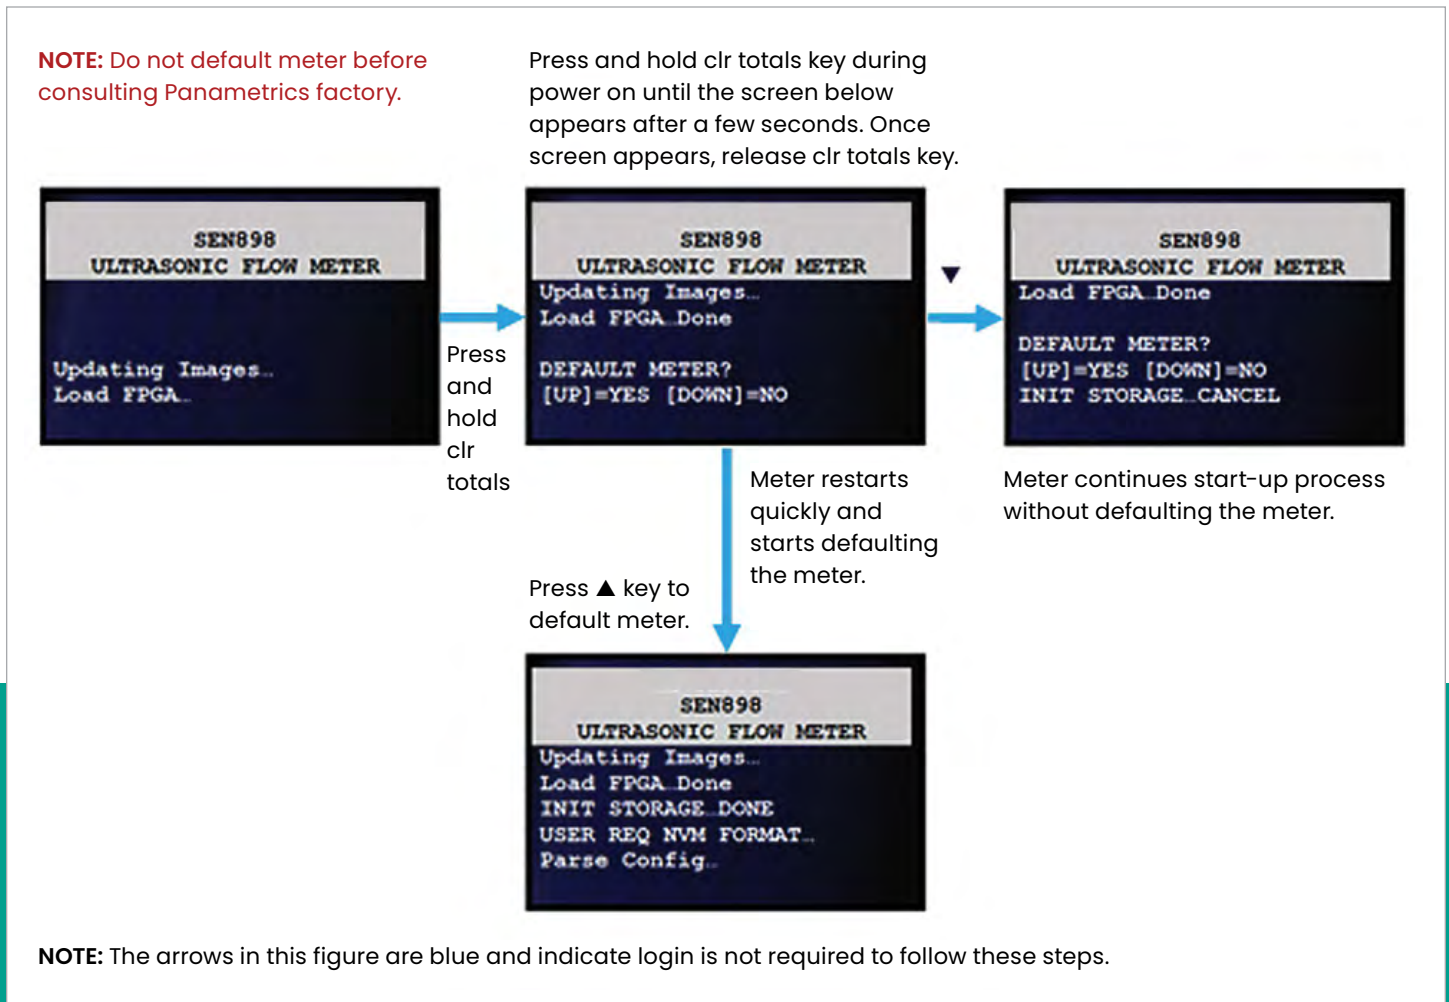 NOTE: Do not default meter before
consulting Panametrics factory.
Press and hold clr totals key during
power on until the screen below
appears after a few seconds. Once
screen appears, release clr totals key.
SEN898
ULTRASONIC FLOW METER
Updating Images…
Load FPGA…
Press
and
hold
clr
totals
SEN898
ULTRASONIC FLOW METER
Updating Images…
Load FPGA…Done
DEFAULT METER?
[UP]=YES [DOWN]=NO
▼
SEN898
ULTRASONIC FLOW METER
Load FPGA…Done
DEFAULT METER?
[UP]=YES [DOWN]=NO
INIT STORAGE…CANCEL
Meter continues start-up process
without defaulting the meter.
Meter restarts
quickly and
starts defaulting
the meter.
Press ▲ key to
default meter.
SEN898
ULTRASONIC FLOW METER
Updating Images…
Load FPGA…Done
INIT STORAGE…DONE
USER REQ NVM FORMAT…
Parse Config…
NOTE: The arrows in this figure are blue and indicate login is not required to follow these steps.